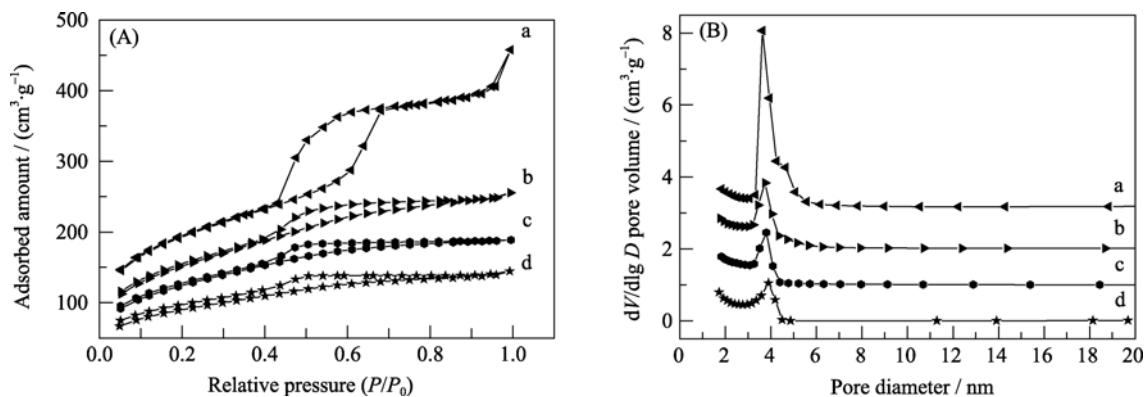 (A)
500
400
300
200
100
0.0 0.2 0.4 0.6 0.8 1.0
Adsorbed amount / (cm³·g⁻¹)
Relative pressure (P/P₀)
a
b
c
d
(B)
8
6
4
2
0
0 2 4 6 8 10 12 14 16 18 20
dV/dlg D pore volume / (cm³·g⁻¹)
Pore diameter / nm
a
b
c
d